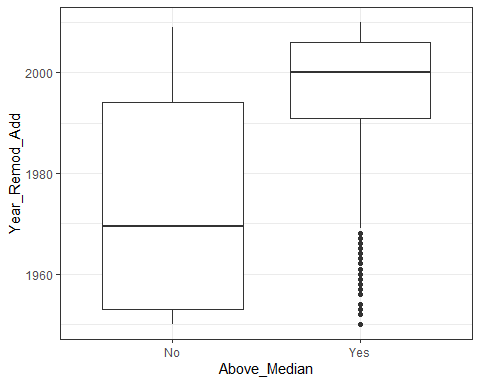 Year_Remod_Add
2000
1980
1960
No
Yes
Above_Median